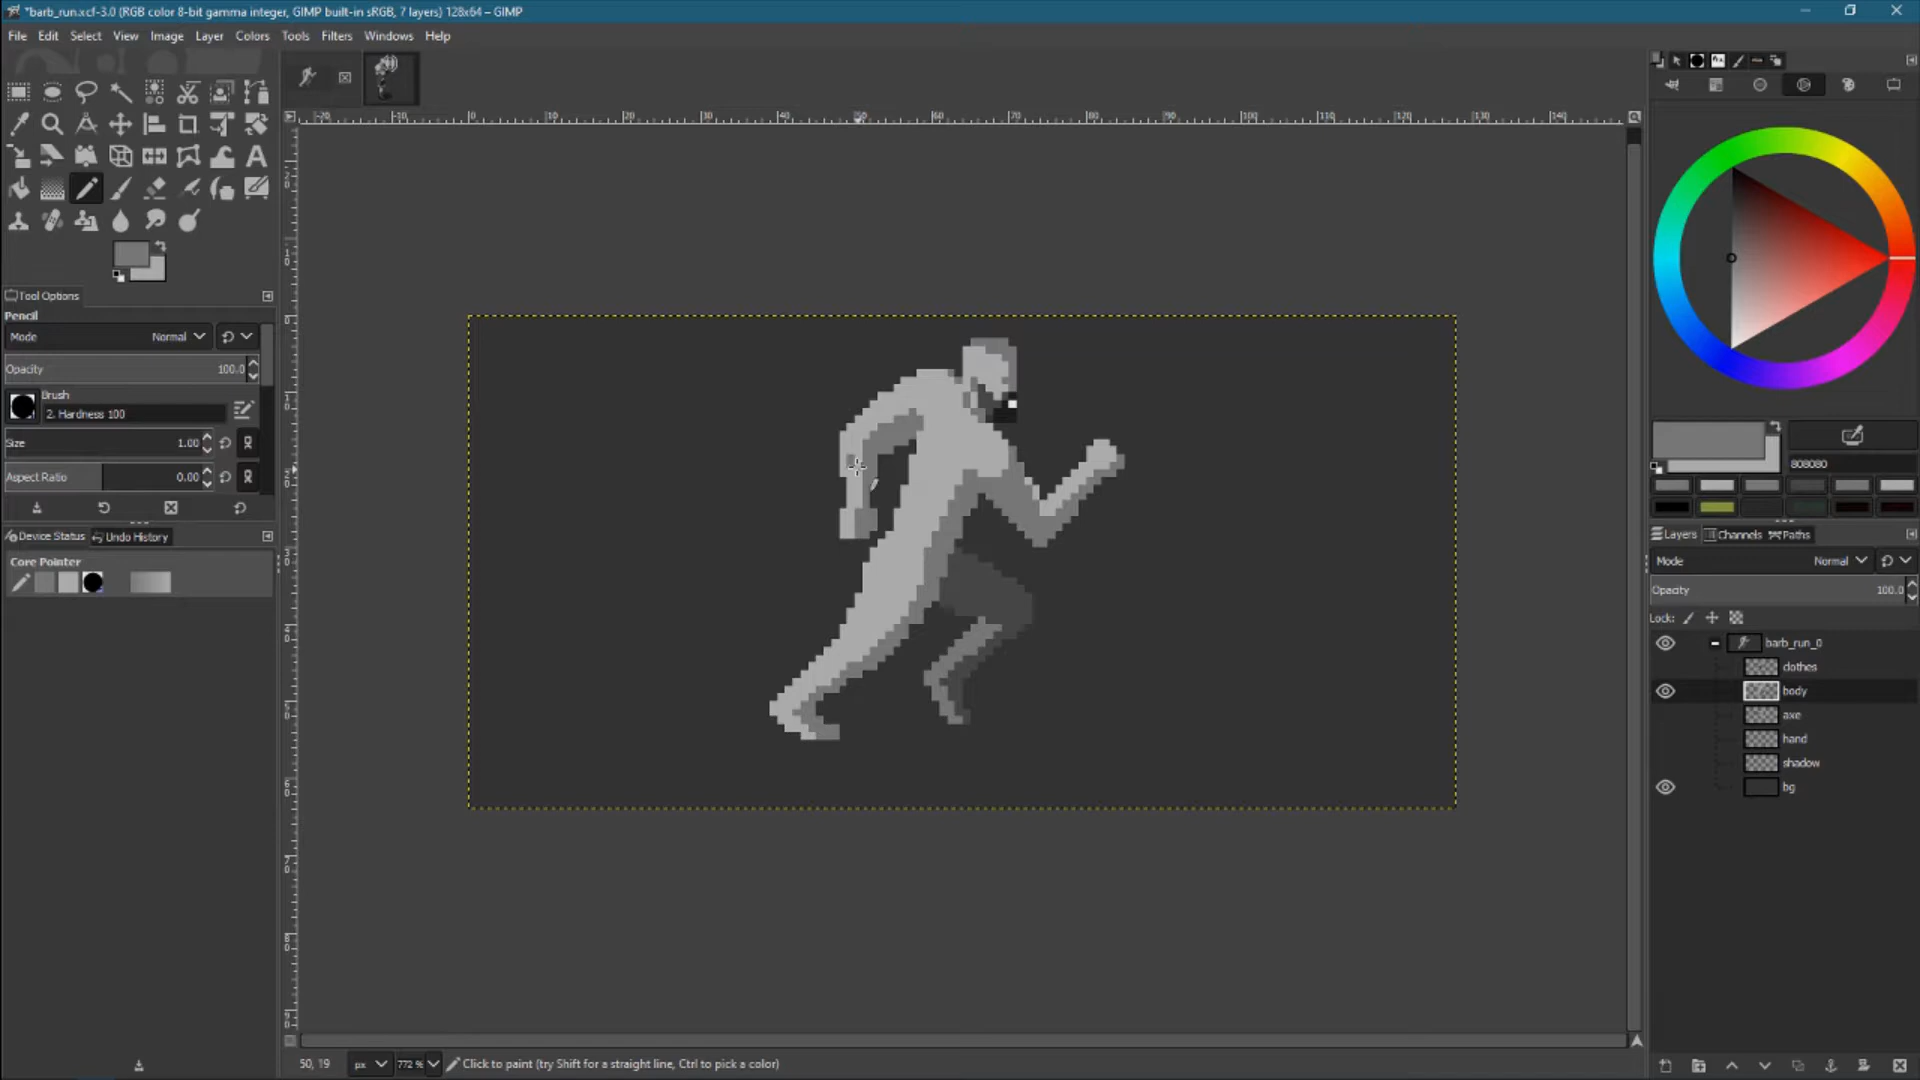 *barb_run.xcf-3.0 (RGB color 8-bit gamma integer, GIMP built-in sRGB, 7 layers) 128x64 – GIMP
File Edit Select View Image Layer Colors Tools Filters Windows Help
Tool Options
Pencil
Mode Normal
Opacity 100.0
Brush
2. Hardness 100
Size 1.00
Aspect Ratio 0.00
Device Status Undo History
Core Pointer
808080
Layers Channels Paths
Mode Normal
Opacity 100.0
Lock:
barb_run_0
clothes
body
axe
hand
shadow
bg
50, 19 px 772 % Click to paint (try Shift for a straight line, Ctrl to pick a color)